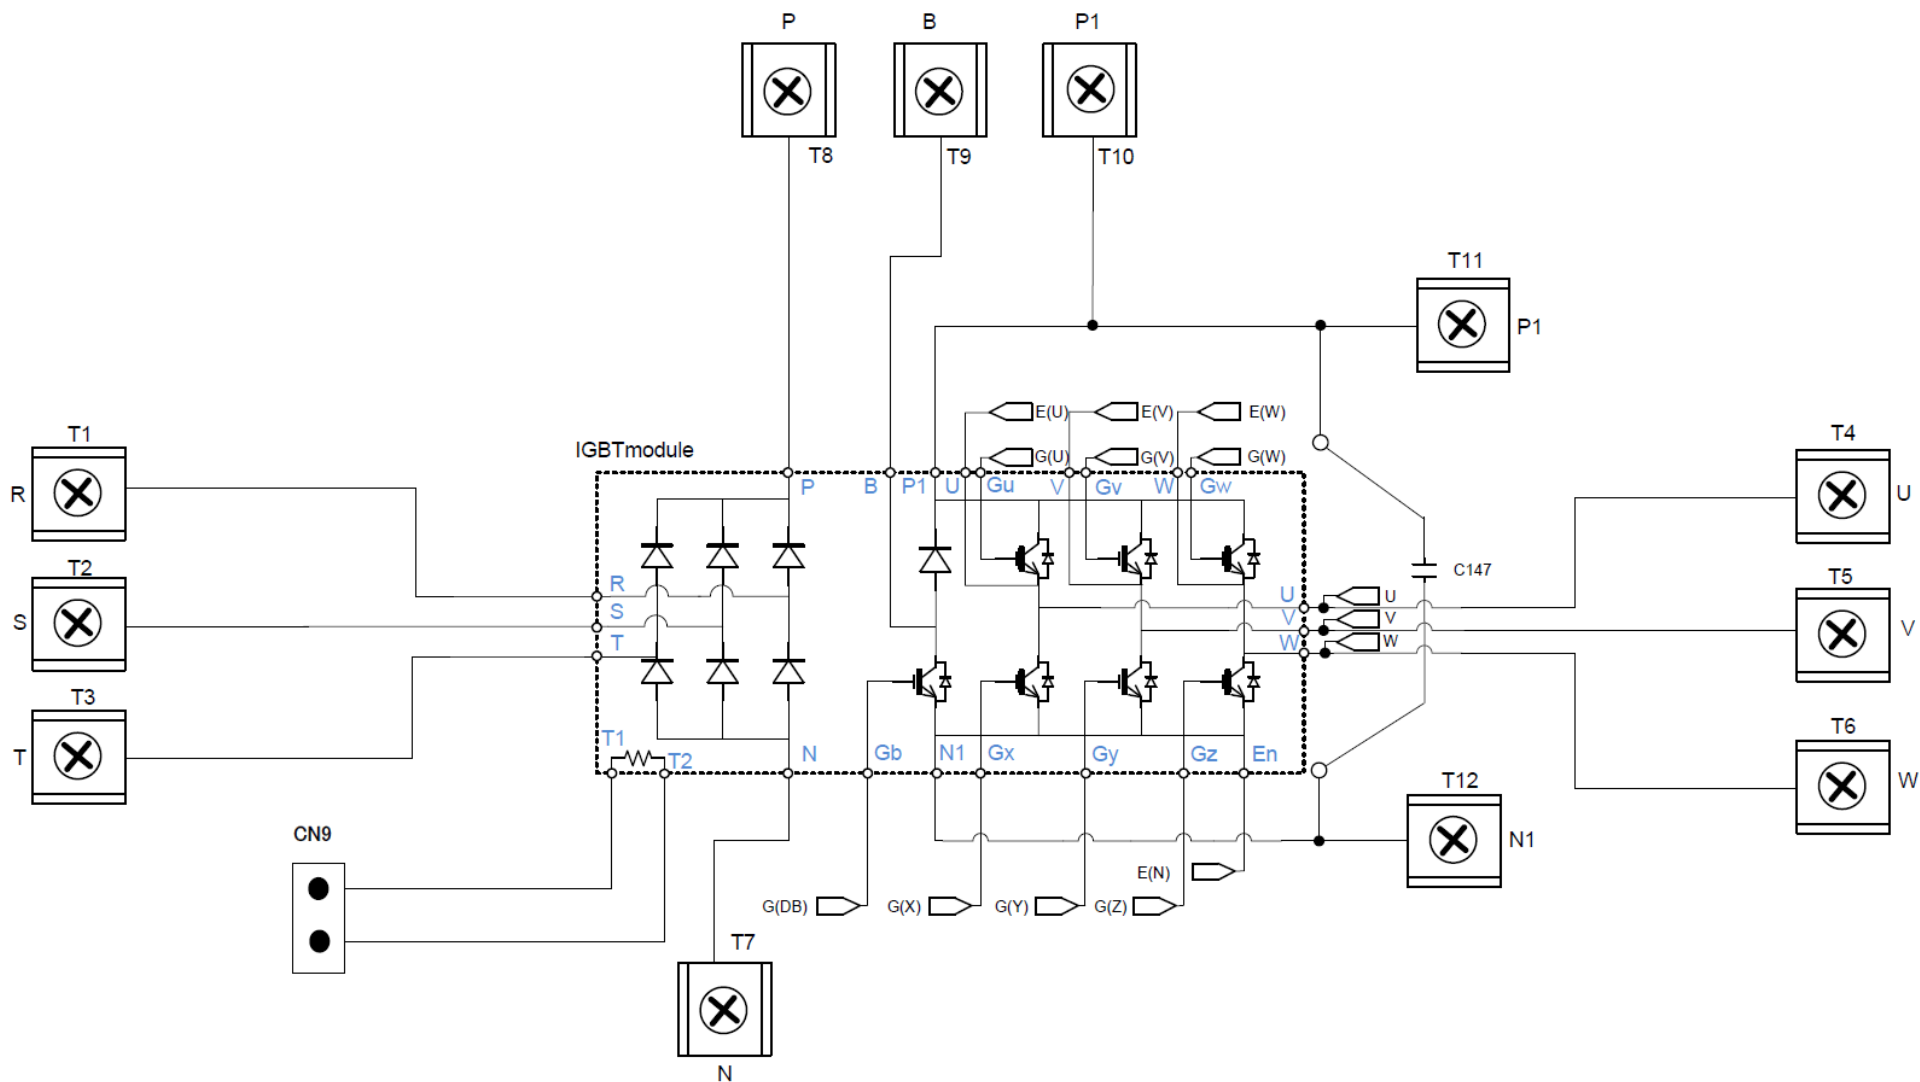 P B P1
T8 T9 T10
T11
P1
E(U) E(V) E(W)
T1 IGBTmodule G(U) G(V) G(W) T4
P B P1 U Gu V Gv W Gw
R U
T2 C147 T5
R U U
S S V V V
T W W
T3 T6
T T1 T2 N Gb N1 Gx Gy Gz En
T12 W
CN9 N1
E(N)
G(DB) G(X) G(Y) G(Z)
T7
N